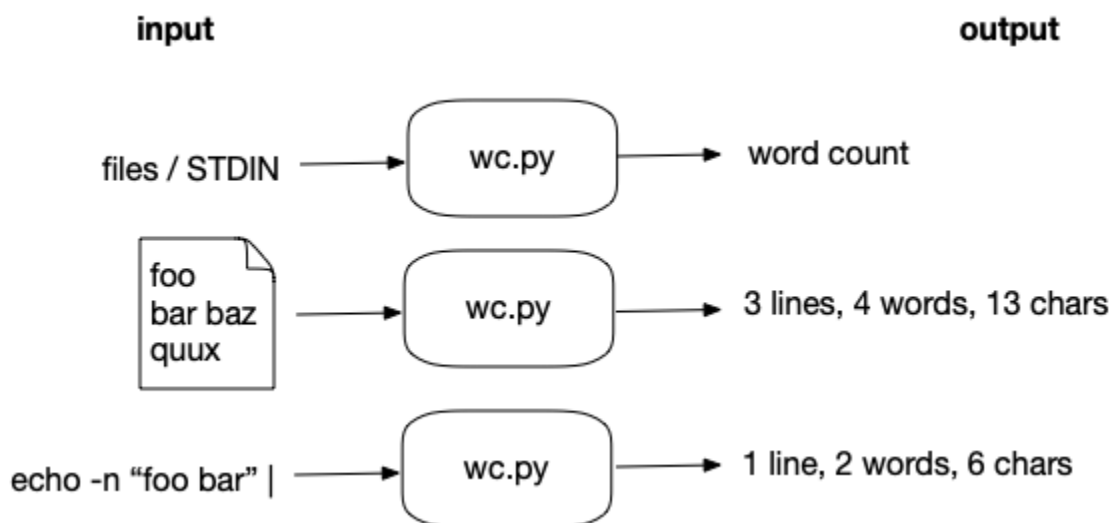 input output
files / STDIN wc.py word count
foo
bar baz
quux
wc.py 3 lines, 4 words, 13 chars
echo -n “foo bar” | wc.py 1 line, 2 words, 6 chars